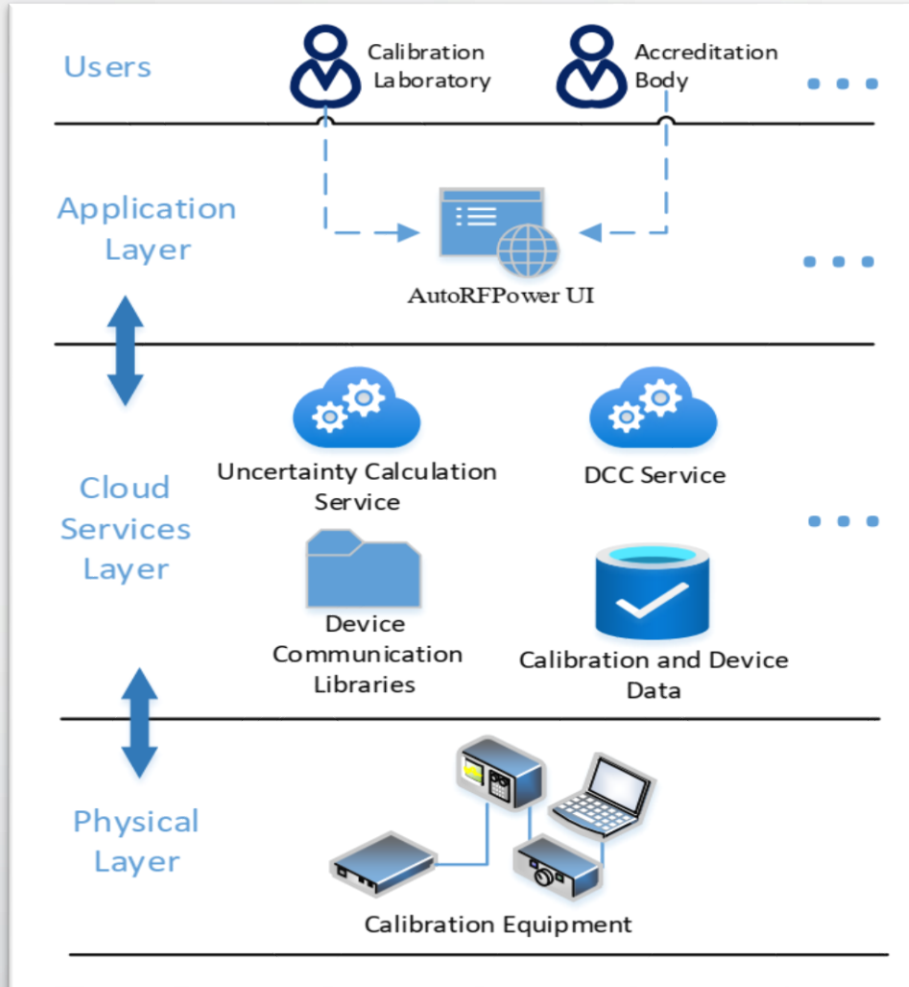 Users
Calibration
Laboratory
Accreditation
Body
Application
Layer
AutoRFPower UI
Cloud
Services
Layer
Uncertainty Calculation
Service
DCC Service
Device
Communication
Libraries
Calibration and Device
Data
Physical
Layer
Calibration Equipment